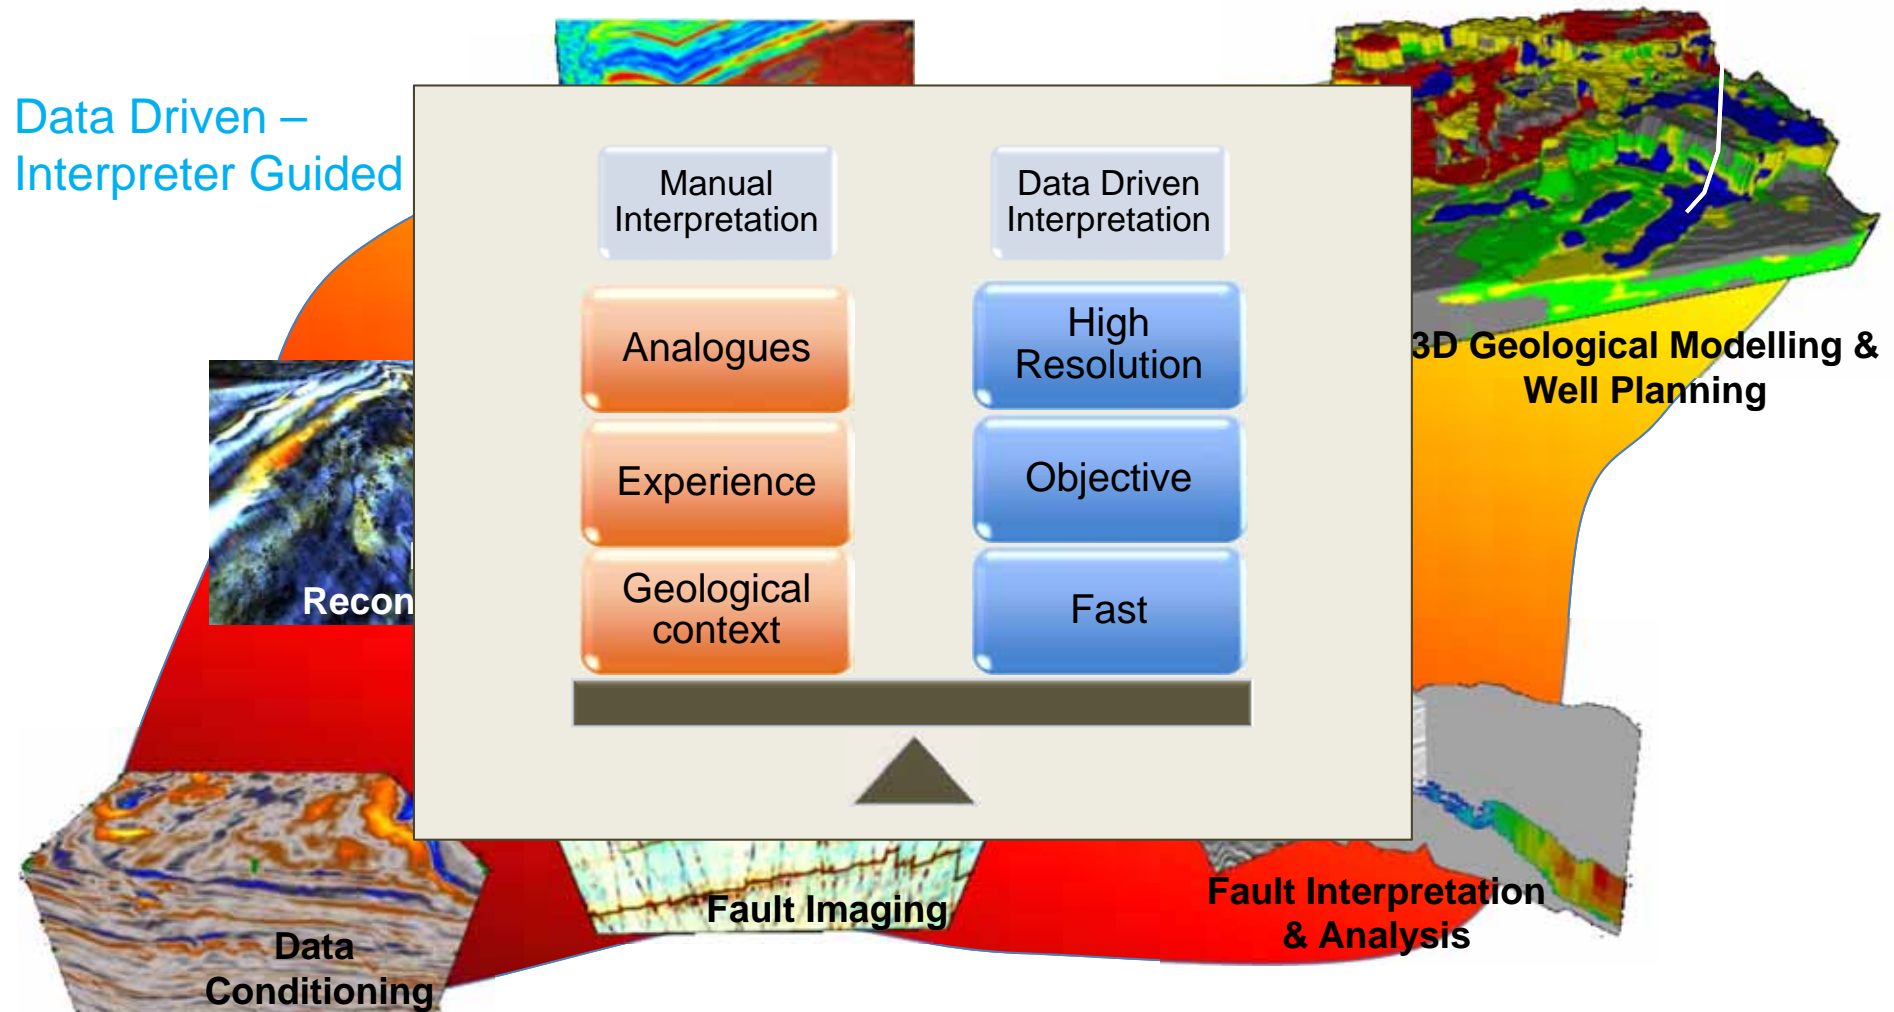 Data Driven –
Interpreter Guided
Manual
Interpretation
Data Driven
Interpretation
Analogues
High
Resolution
Experience
Objective
Geological
context
Fast
3D Geological Modelling &
Well Planning
Recon
Fault Imaging
Fault Interpretation
& Analysis
Data
Conditioning